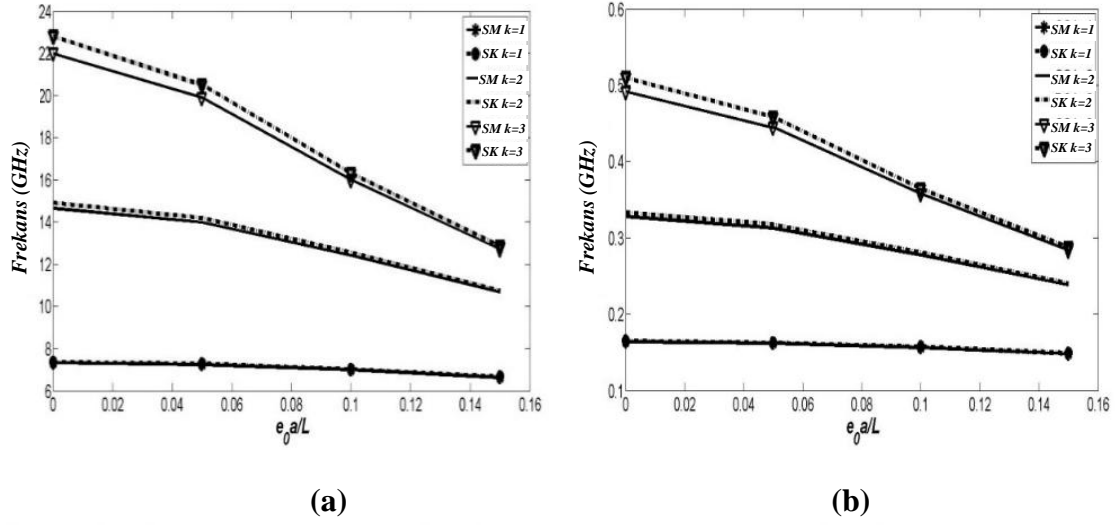 24
22
20
18
16
14
12
10
8
6
Frekans (GHz)
0
0.02
0.04
0.06
0.08
0.1
0.12
0.14
0.16
e₀a/L
SM k=1
SK k=1
SM k=2
SK k=2
SM k=3
SK k=3
(a)
0.6
0.5
0.4
0.3
0.2
0.1
Frekans (GHz)
0
0.02
0.04
0.06
0.08
0.1
0.12
0.14
0.16
e₀a/L
SM k=1
SK k=1
SM k=2
SK k=2
SM k=3
SK k=3
(b)